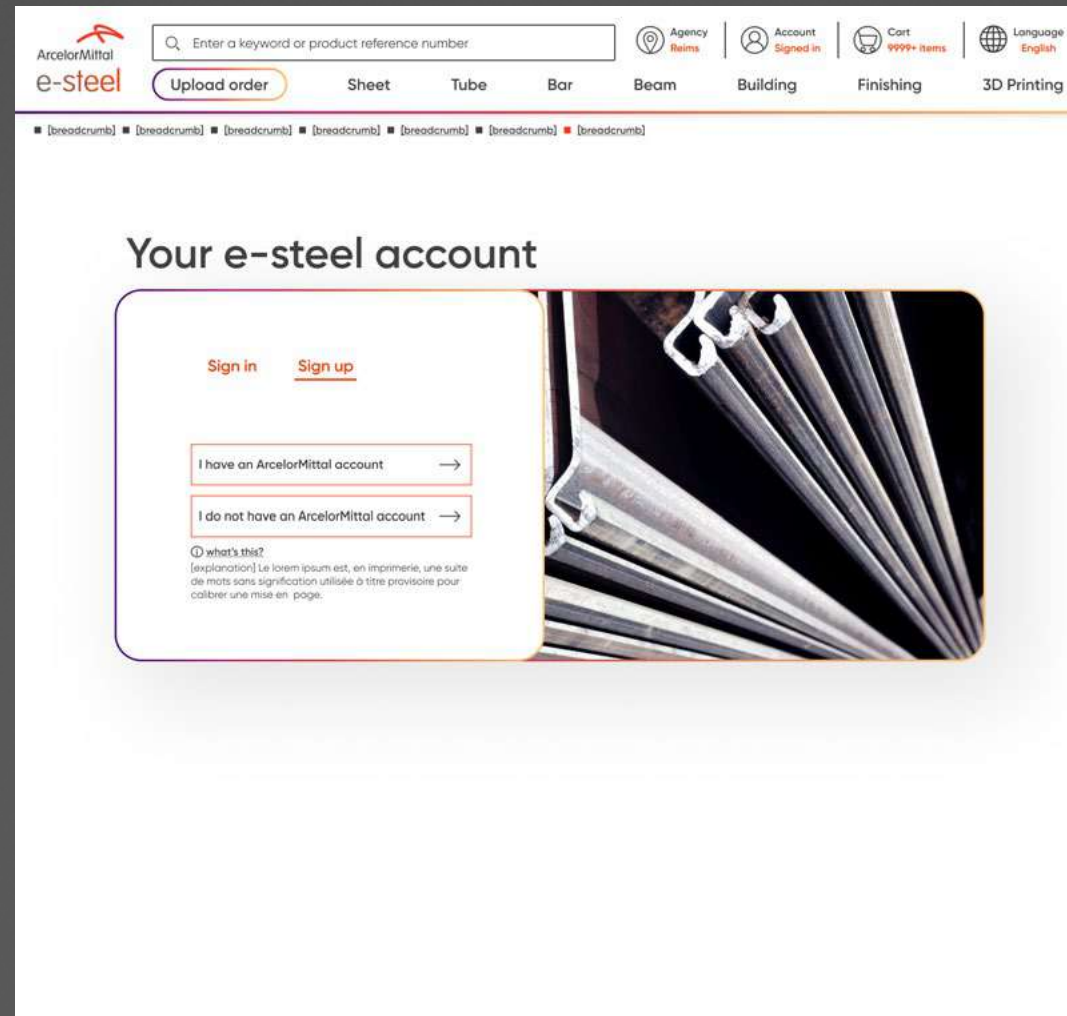 ArcelorMittal
e-steel
Enter a keyword or product reference number
Agency
Reims
Account
Signed in
Cart
9999+ items
Language
English
Upload order
Sheet
Tube
Bar
Beam
Building
Finishing
3D Printing
[breadcrumb] [breadcrumb] [breadcrumb] [breadcrumb] [breadcrumb] [breadcrumb] [breadcrumb]
Your e-steel account
Sign in
Sign up
I have an ArcelorMittal account
I do not have an ArcelorMittal account
what's this?
[explanation] Le lorem ipsum est, en imprimerie, une suite
de mots sans signification utilisée à titre provisoire pour
calibrer une mise en page.